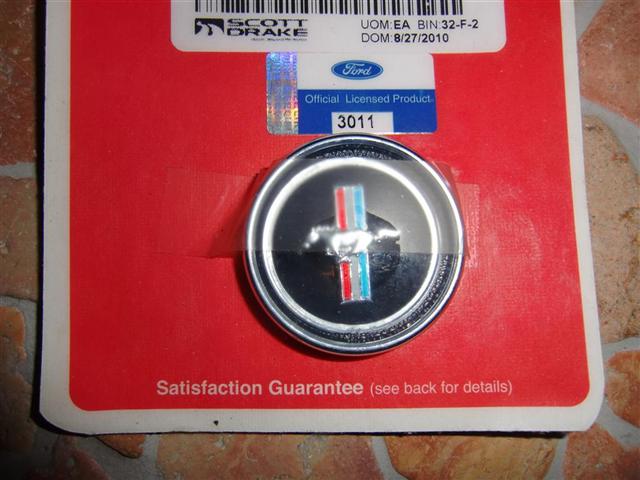 SCOTT
DRAKE
UOM:EA BIN:32-F-2
DOM:8/27/2010
Ford
Official Licensed Product
3011
Satisfaction Guarantee (see back for details)